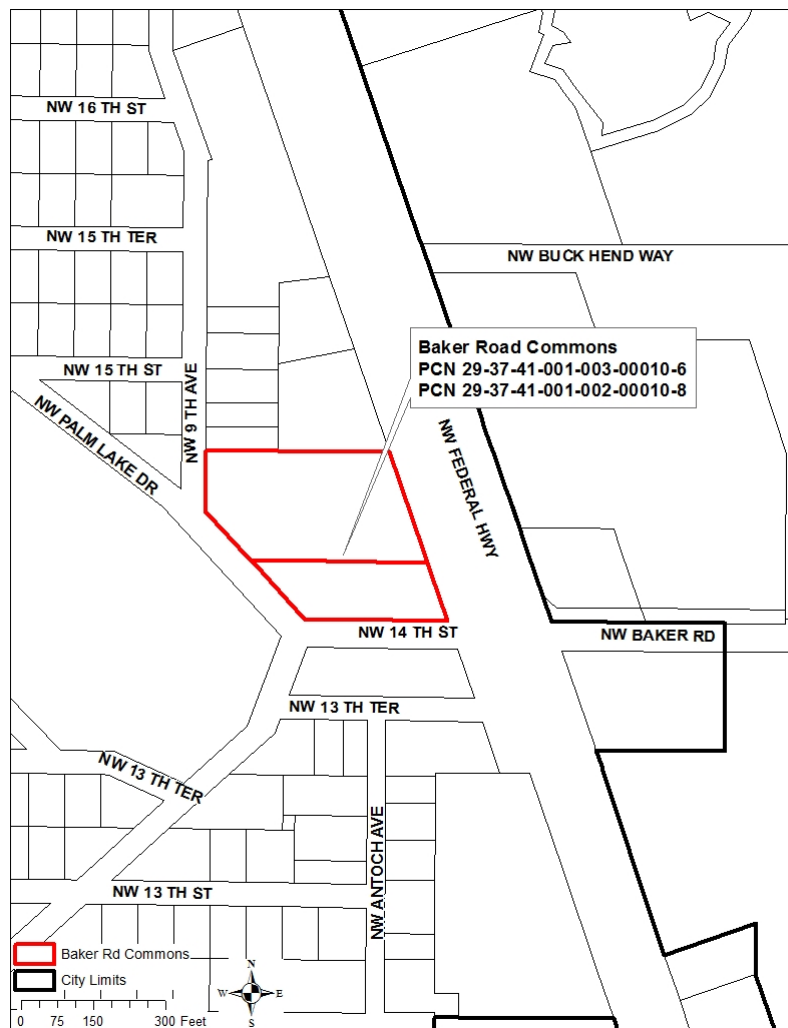 NW 16 TH ST
NW 15 TH TER
NW BUCK HEND WAY
Baker Road Commons
PCN 29-37-41-001-003-00010-6
PCN 29-37-41-001-002-00010-8
NW 15 TH ST
NW 9 TH AVE
NW PALM LAKE DR
NW FEDERAL HWY
NW 14 TH ST
NW BAKER RD
NW 13 TH TER
NW 13 TH TER
NW ANTOCH AVE
NW 13 TH ST
Baker Rd Commons
City Limits
N
W E
S
0 75 150 300 Feet